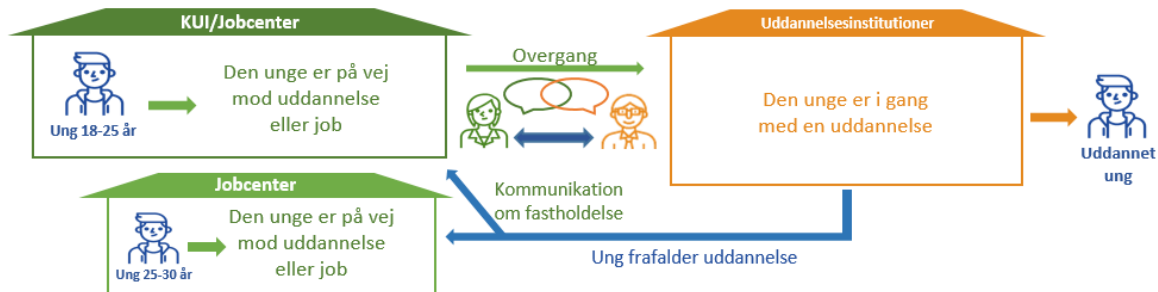 KUI/Jobcenter
Ung 18-25 år
Den unge er på vej
mod uddannelse
eller job
Overgang
Uddannelsesinstitutioner
Den unge er i gang
med en uddannelse
Uddannet
ung
Jobcenter
Ung 25-30 år
Den unge er på vej
mod uddannelse
eller job
Kommunikation
om fastholdelse
Ung frafalder uddannelse